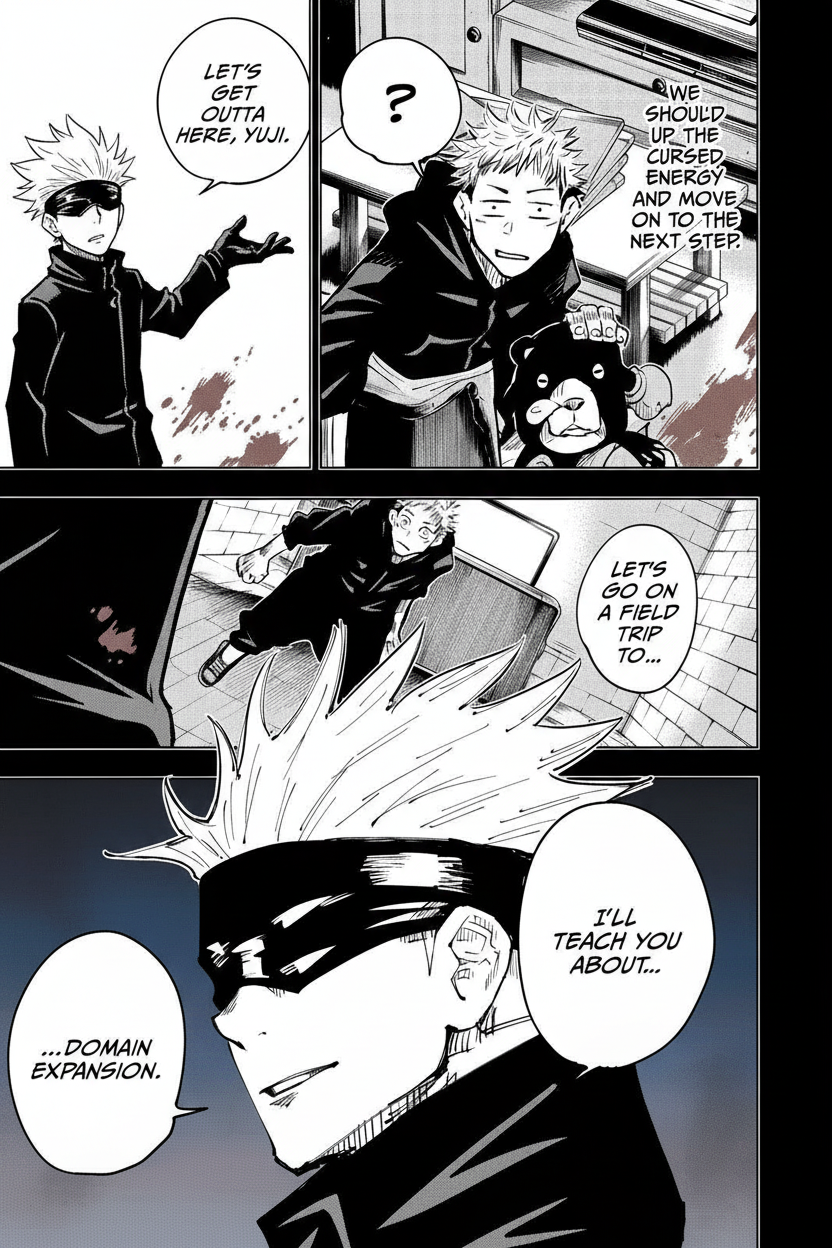 WE
SHOULD
UP THE
CURSED
ENERGY
AND MOVE
ON TO THE
NEXT STEP.
?
LET'S
GET
OUTTA
HERE, YUJI.
LET'S
GO ON
A FIELD
TRIP
TO...
I'LL
TEACH YOU
ABOUT...
...DOMAIN
EXPANSION.